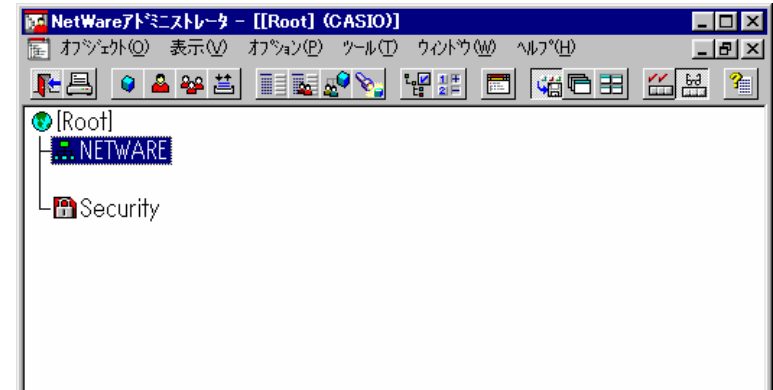 NetWareｱﾄﾞﾐﾆｽﾄﾚｰﾀ - [[Root] (CASIO)]
ｵﾌﾞｼﾞｪｸﾄ(O) 表示(V) ｵﾌﾟｼｮﾝ(P) ﾂｰﾙ(T) ｳｨﾝﾄﾞｳ(W) ﾍﾙﾌﾟ(H)
[Root]
NETWARE
Security